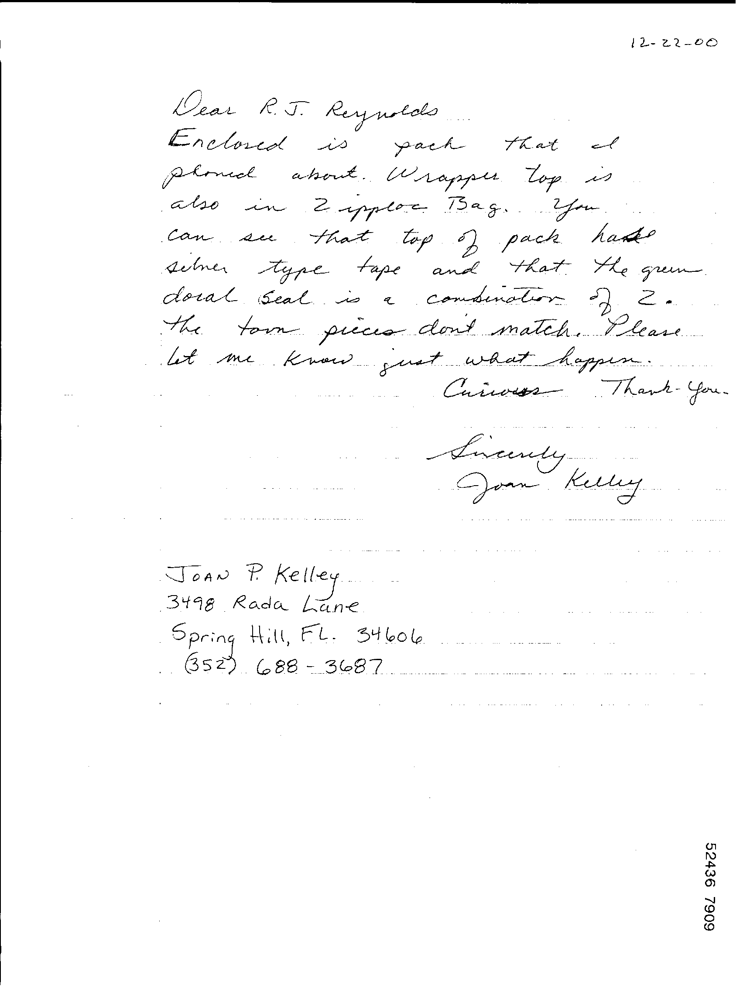 12-22-00
Dear R.J. Reynolds
Enclosed is pack that I
phoned about. Wrapper top is
also in Zipploc Bag. You
can see that top of pack has
silver type tape and that the green
doral seal is a combination of 2.
the torn pieces don't match. Please
let me know just what happen.
Curious Thank-You.
Sincerely
Joan Kelley
JOAN P. Kelley
3498 Rada Lane
Spring Hill, FL. 34606
(352) 688-3687
52436 7909